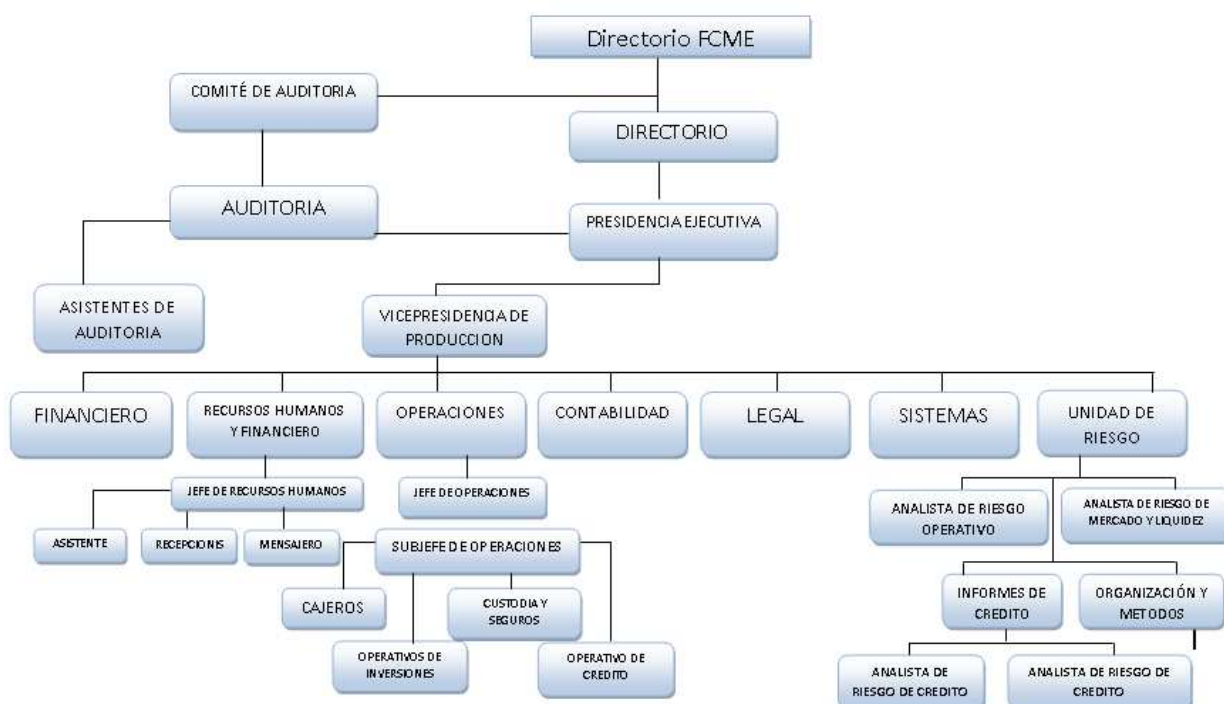 Directorio FCME
COMITÉ DE AUDITORIA
DIRECTORIO
AUDITORIA
PRESIDENCIA EJECUTIVA
ASISTENTES DE
AUDITORIA
VICEPRESIDENCIA DE
PRODUCCION
FINANCIERO
RECURSOS HUMANOS
Y FINANCIERO
OPERACIONES
CONTABILIDAD
LEGAL
SISTEMAS
UNIDAD DE
RIESGO
JEFE DE RECURSOS HUMANOS
JEFE DE OPERACIONES
ANALISTA DE RIESGO
OPERATIVO
ANALISTA DE RIESGO DE
MERCADO Y LIQUIDEZ
ASISTENTE
RECEPCIONIS
MENSAJERO
SUBJEFE DE OPERACIONES
CAJEROS
CUSTODIA Y
SEGUROS
INFORMES DE
CREDITO
ORGANIZACIÓN Y
METODOS
OPERATIVOS DE
INVERSIONES
OPERATIVO DE
CREDITO
ANALISTA DE
RIESGO DE CREDITO
ANALISTA DE RIESGO DE
CREDITO